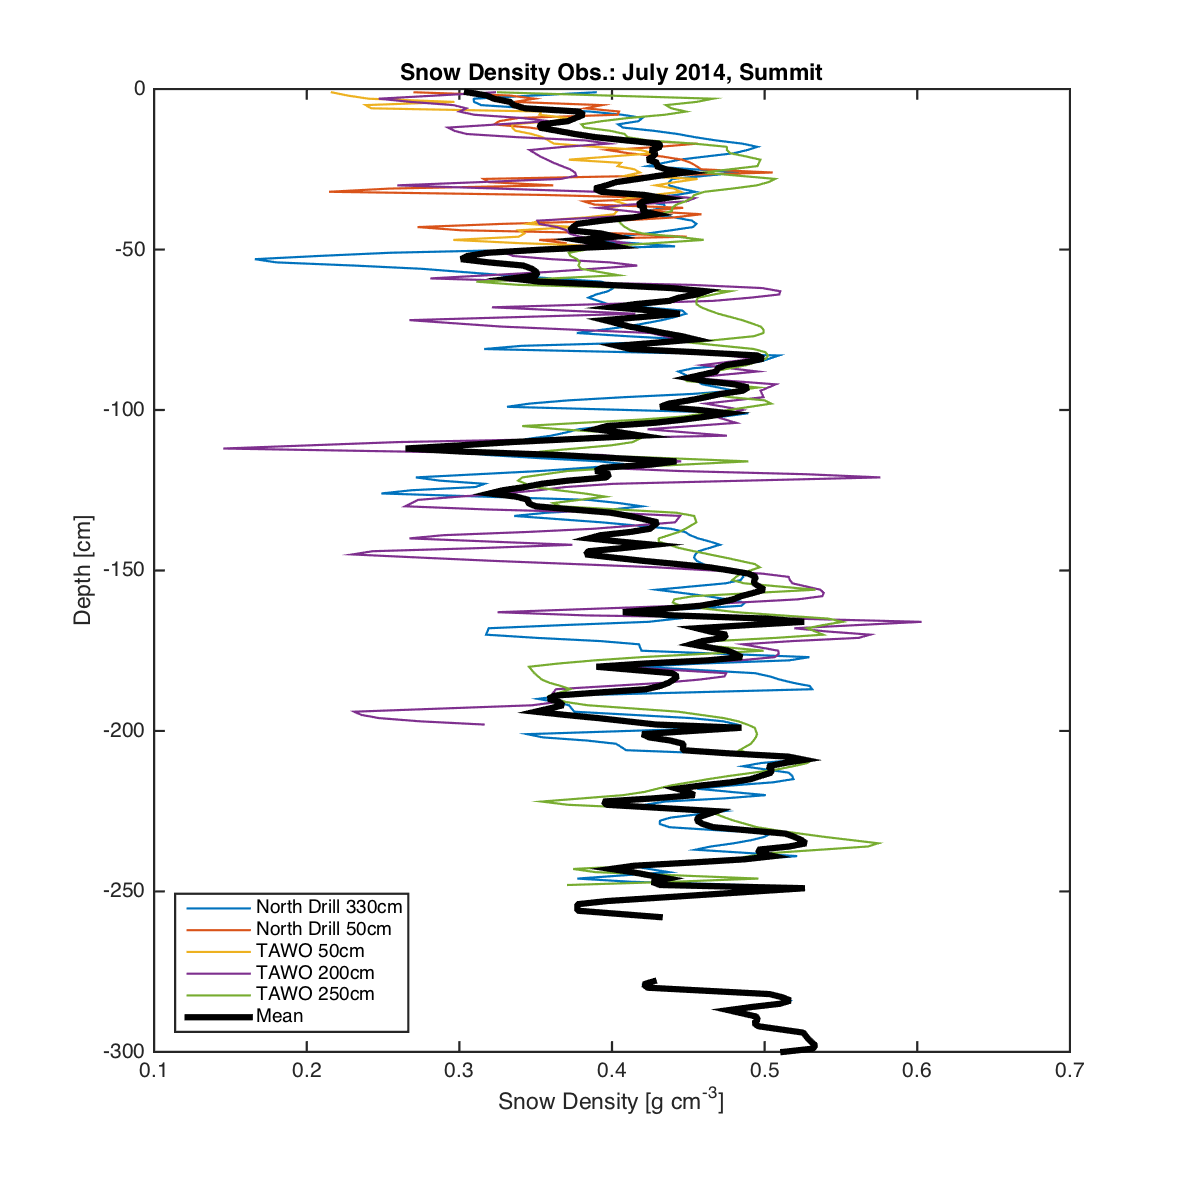 Snow Density Obs.: July 2014, Summit
0
-50
-100
-150
-200
-250
-300
Depth [cm]
North Drill 330cm
North Drill 50cm
TAWO 50cm
TAWO 200cm
TAWO 250cm
Mean
0.1 0.2 0.3 0.4 0.5 0.6 0.7
Snow Density [g cm-3]